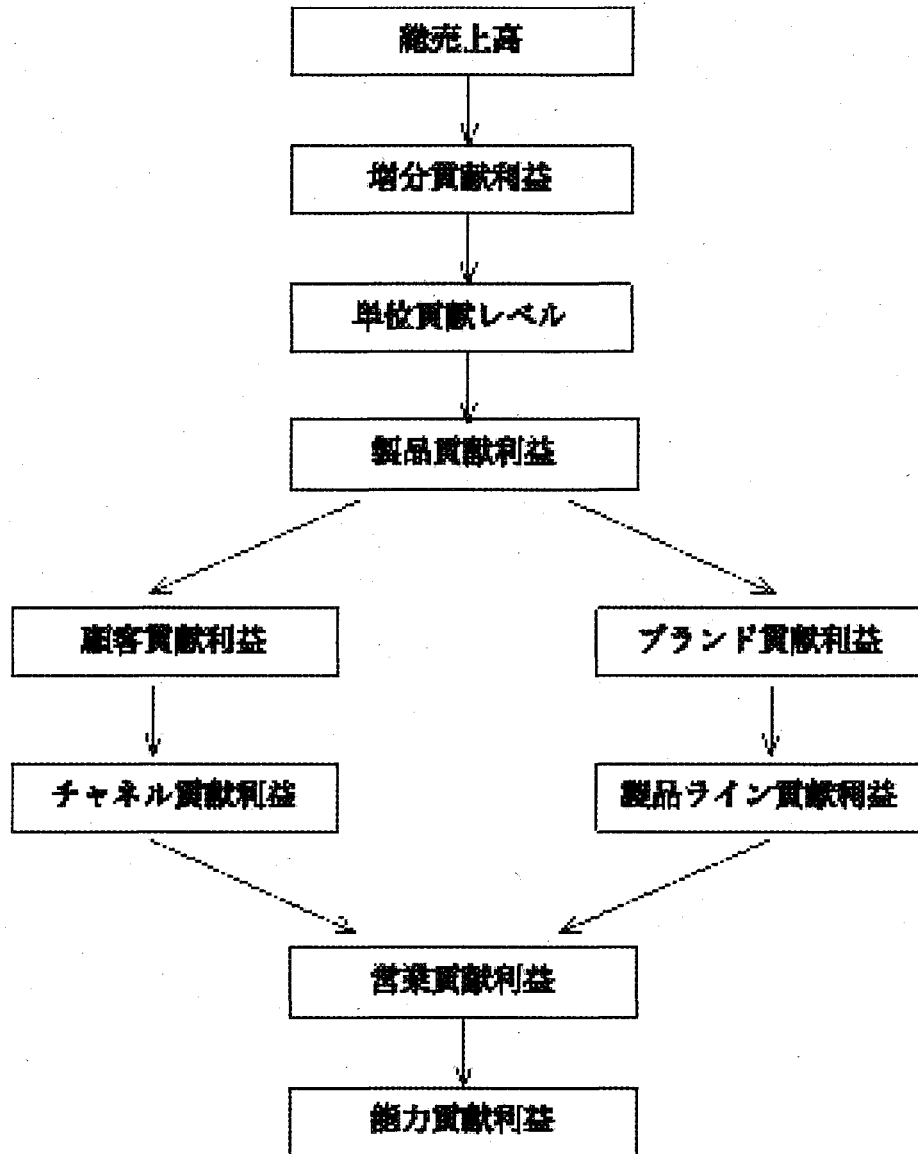 総売上高
増分貢献利益
単位貢献レベル
製品貢献利益
顧客貢献利益
ブランド貢献利益
チャネル貢献利益
製品ライン貢献利益
営業貢献利益
能力貢献利益